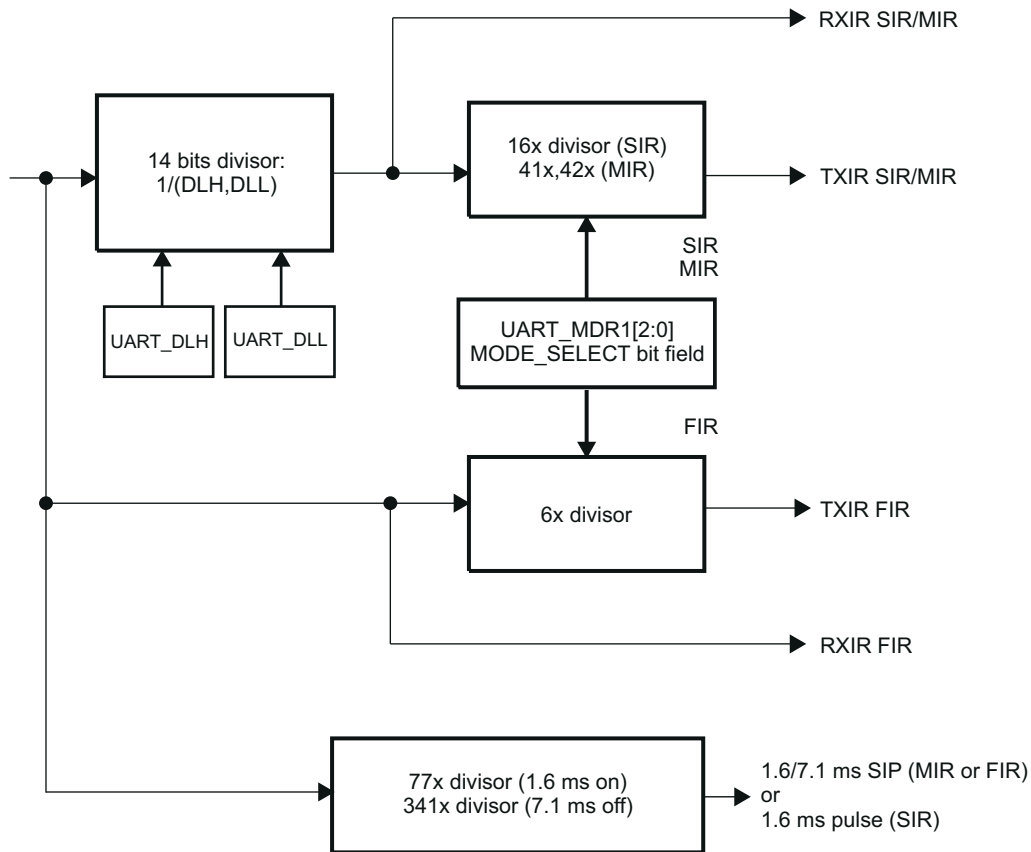 RXIR SIR/MIR
14 bits divisor:
1/(DLH,DLL)
16x divisor (SIR)
41x,42x (MIR)
TXIR SIR/MIR
SIR
MIR
UART_DLH
UART_DLL
UART_MDR1[2:0]
MODE_SELECT bit field
FIR
6x divisor
TXIR FIR
RXIR FIR
77x divisor (1.6 ms on)
341x divisor (7.1 ms off)
1.6/7.1 ms SIP (MIR or FIR)
or
1.6 ms pulse (SIR)